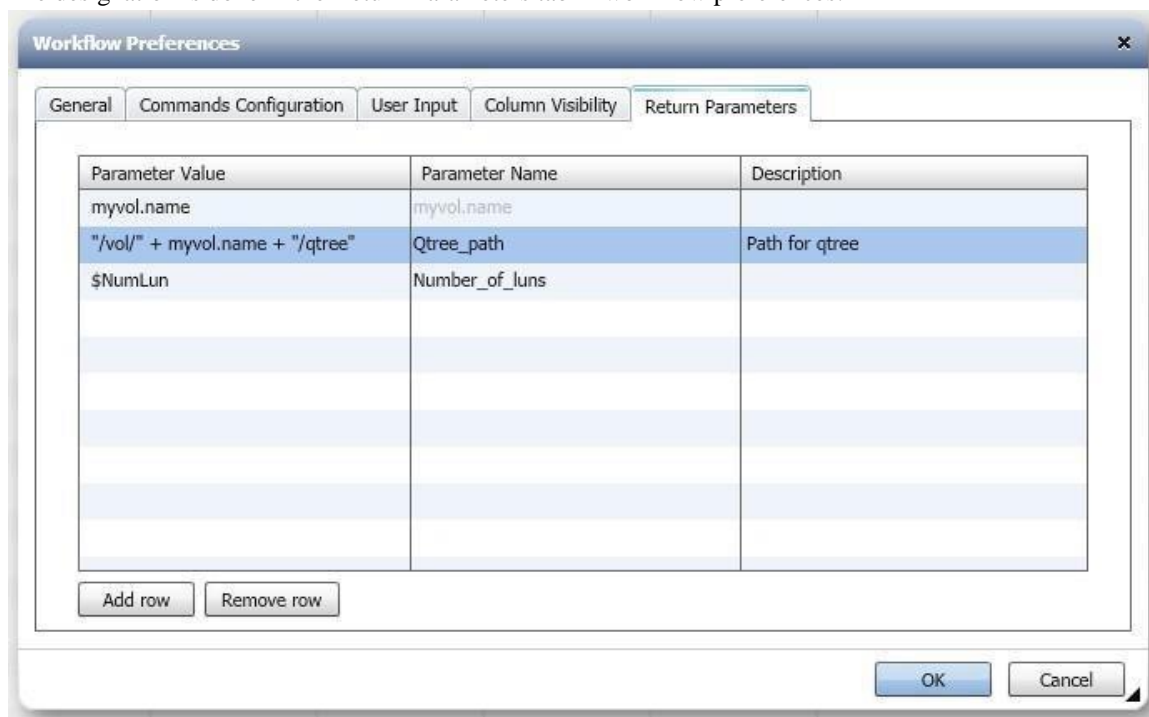 Workflow Preferences
General Commands Configuration User Input Column Visibility Return Parameters
Parameter Value Parameter Name Description
myvol.name myvol.name
"/vol/" + myvol.name + "/qtree" Qtree_path Path for qtree
$NumLun Number_of_luns
Add row Remove row
OK Cancel